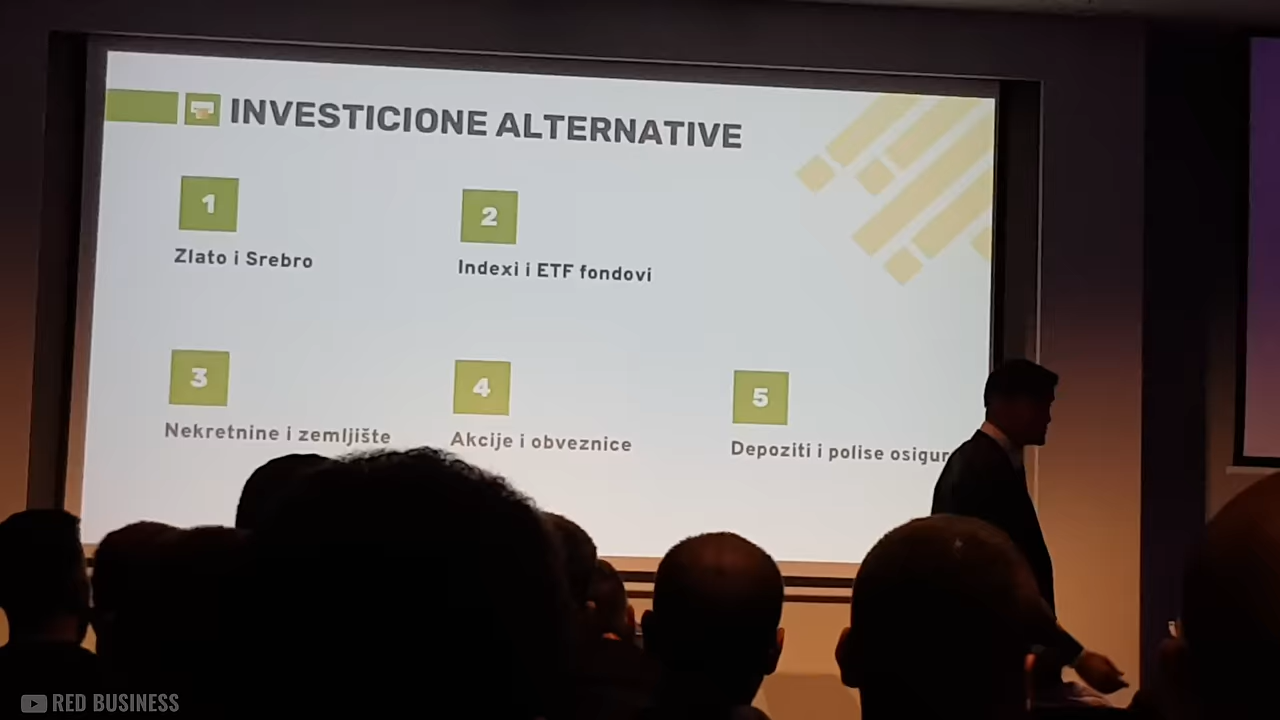 INVESTICIONE ALTERNATIVE
1
Zlato i Srebro
2
Indexi i ETF fondovi
3
Nekretnine i zemljište
4
Akcije i obveznice
5
Depoziti i polise
RED BUSINESS